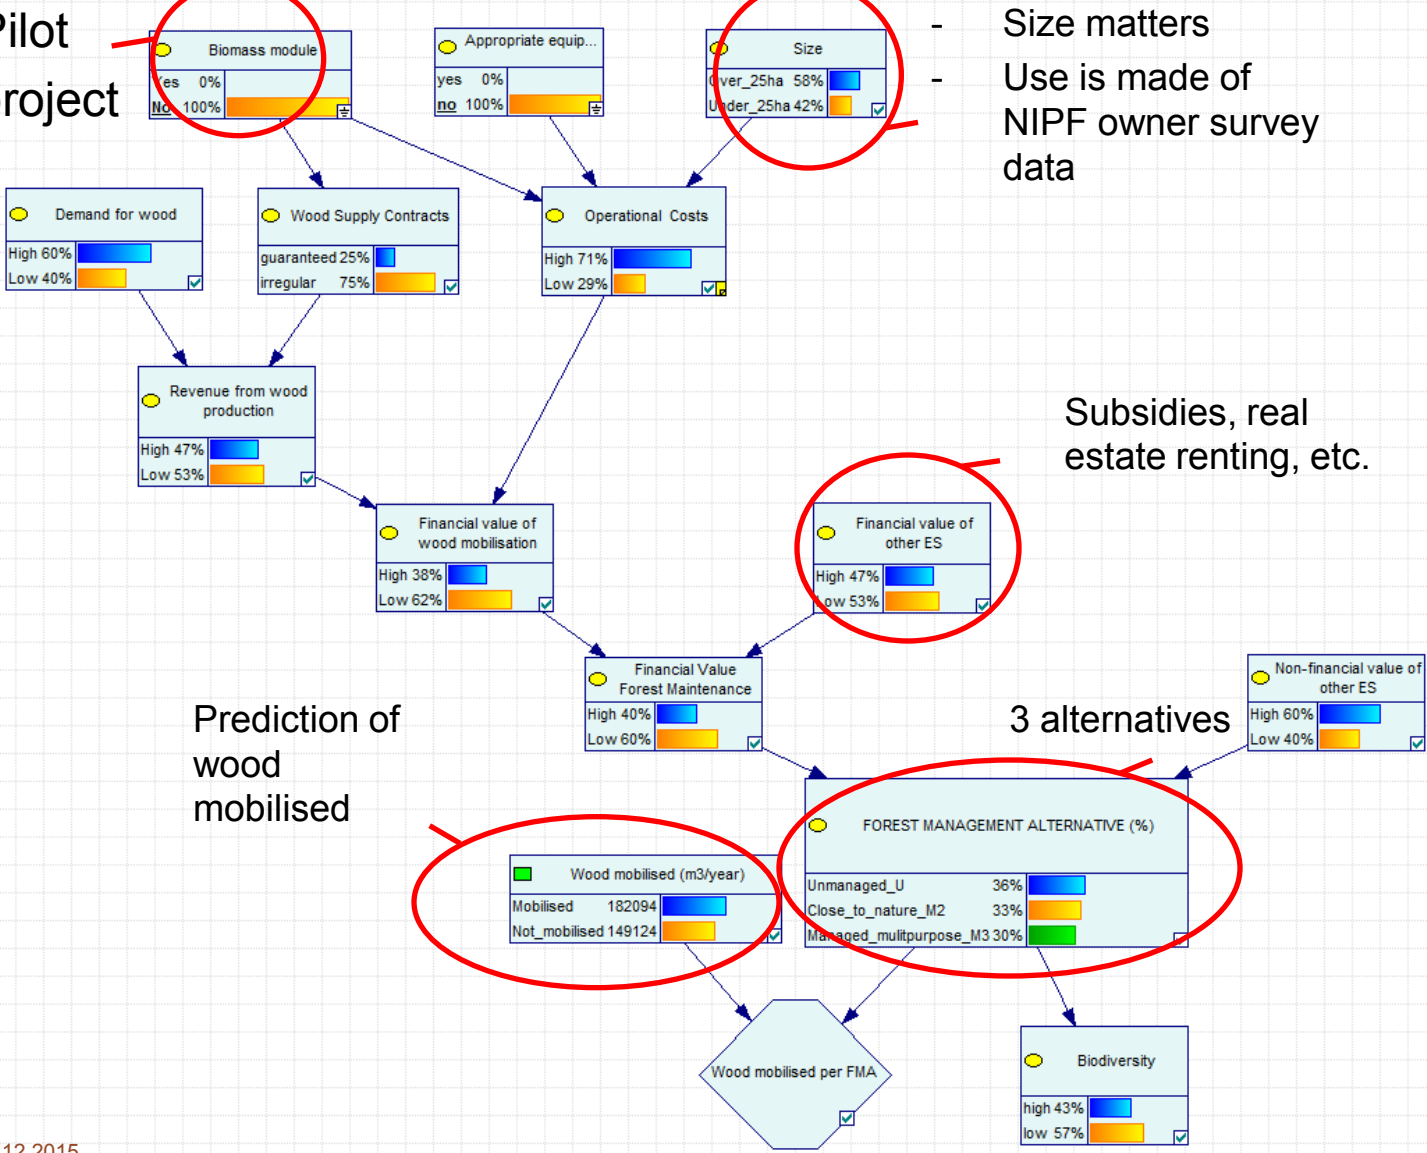 Pilot
project
Biomass module
Yes 0%
No 100%
Appropriate equip...
yes 0%
no 100%
Size
Over_25ha 58%
Under_25ha 42%
- Size matters
- Use is made of
NIPF owner survey
data
Demand for wood
High 60%
Low 40%
Wood Supply Contracts
guaranteed 25%
irregular 75%
Operational Costs
High 71%
Low 29%
Revenue from wood
production
High 47%
Low 53%
Subsidies, real
estate renting, etc.
Financial value of
wood mobilisation
High 38%
Low 62%
Financial value of
other ES
High 47%
Low 53%
Financial Value
Forest Maintenance
High 40%
Low 60%
Non-financial value of
other ES
High 60%
Low 40%
Prediction of
wood
mobilised
3 alternatives
FOREST MANAGEMENT ALTERNATIVE (%)
Unmanaged_U 36%
Close_to_nature_M2 33%
Managed_mulitpurpose_M3 30%
Wood mobilised (m3/year)
Mobilised 182094
Not_mobilised 149124
Wood mobilised per FMA
Biodiversity
high 43%
low 57%
12.2015